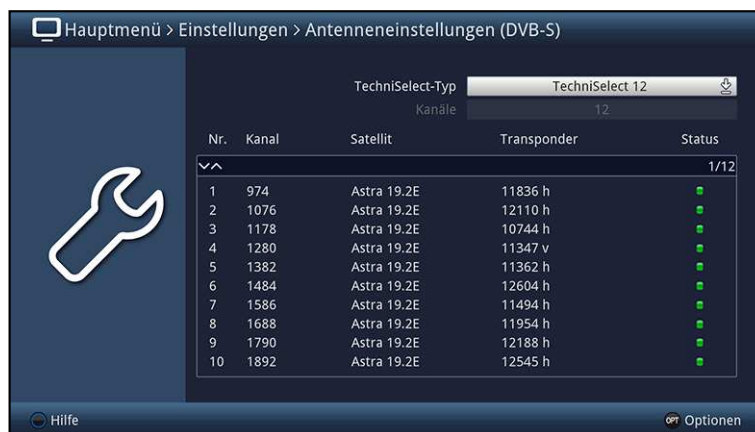 Hauptmenü > Einstellungen > Antenneneinstellungen (DVB-S)
TechniSelect-Typ TechniSelect 12
Kanäle 12
Nr. Kanal Satellit Transponder Status
1/12
1 974 Astra 19.2E 11836 h
2 1076 Astra 19.2E 12110 h
3 1178 Astra 19.2E 10744 h
4 1280 Astra 19.2E 11347 v
5 1382 Astra 19.2E 11362 h
6 1484 Astra 19.2E 12604 h
7 1586 Astra 19.2E 11494 h
8 1688 Astra 19.2E 11954 h
9 1790 Astra 19.2E 12188 h
10 1892 Astra 19.2E 12545 h
Hilfe OPT Optionen